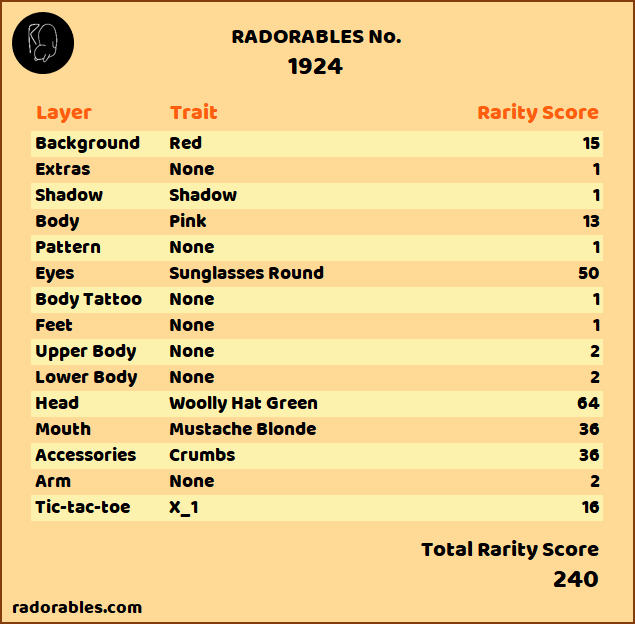 RADORABLES No.
1924
Layer Trait Rarity Score
Background Red 15
Extras None 1
Shadow Shadow 1
Body Pink 13
Pattern None 1
Eyes Sunglasses Round 50
Body Tattoo None 1
Feet None 1
Upper Body None 2
Lower Body None 2
Head Woolly Hat Green 64
Mouth Mustache Blonde 36
Accessories Crumbs 36
Arm None 2
Tic-tac-toe X_1 16
Total Rarity Score
240
radorables.com